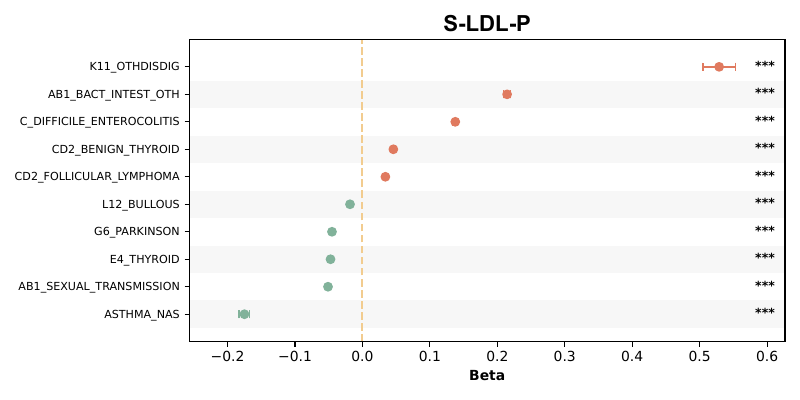 S-LDL-P
K11_OTHDISDIG ***
AB1_BACT_INTEST_OTH ***
C_DIFFICILE_ENTEROCOLITIS ***
CD2_BENIGN_THYROID ***
CD2_FOLLICULAR_LYMPHOMA ***
L12_BULLOUS ***
G6_PARKINSON ***
E4_THYROID ***
AB1_SEXUAL_TRANSMISSION ***
ASTHMA_NAS ***
−0.2 −0.1 0.0 0.1 0.2 0.3 0.4 0.5 0.6
Beta